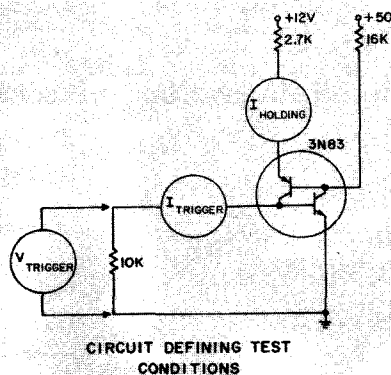 +12V
+50
2.7K
16K
I HOLDING
3N83
I TRIGGER
V TRIGGER
10K
CIRCUIT DEFINING TEST
CONDITIONS